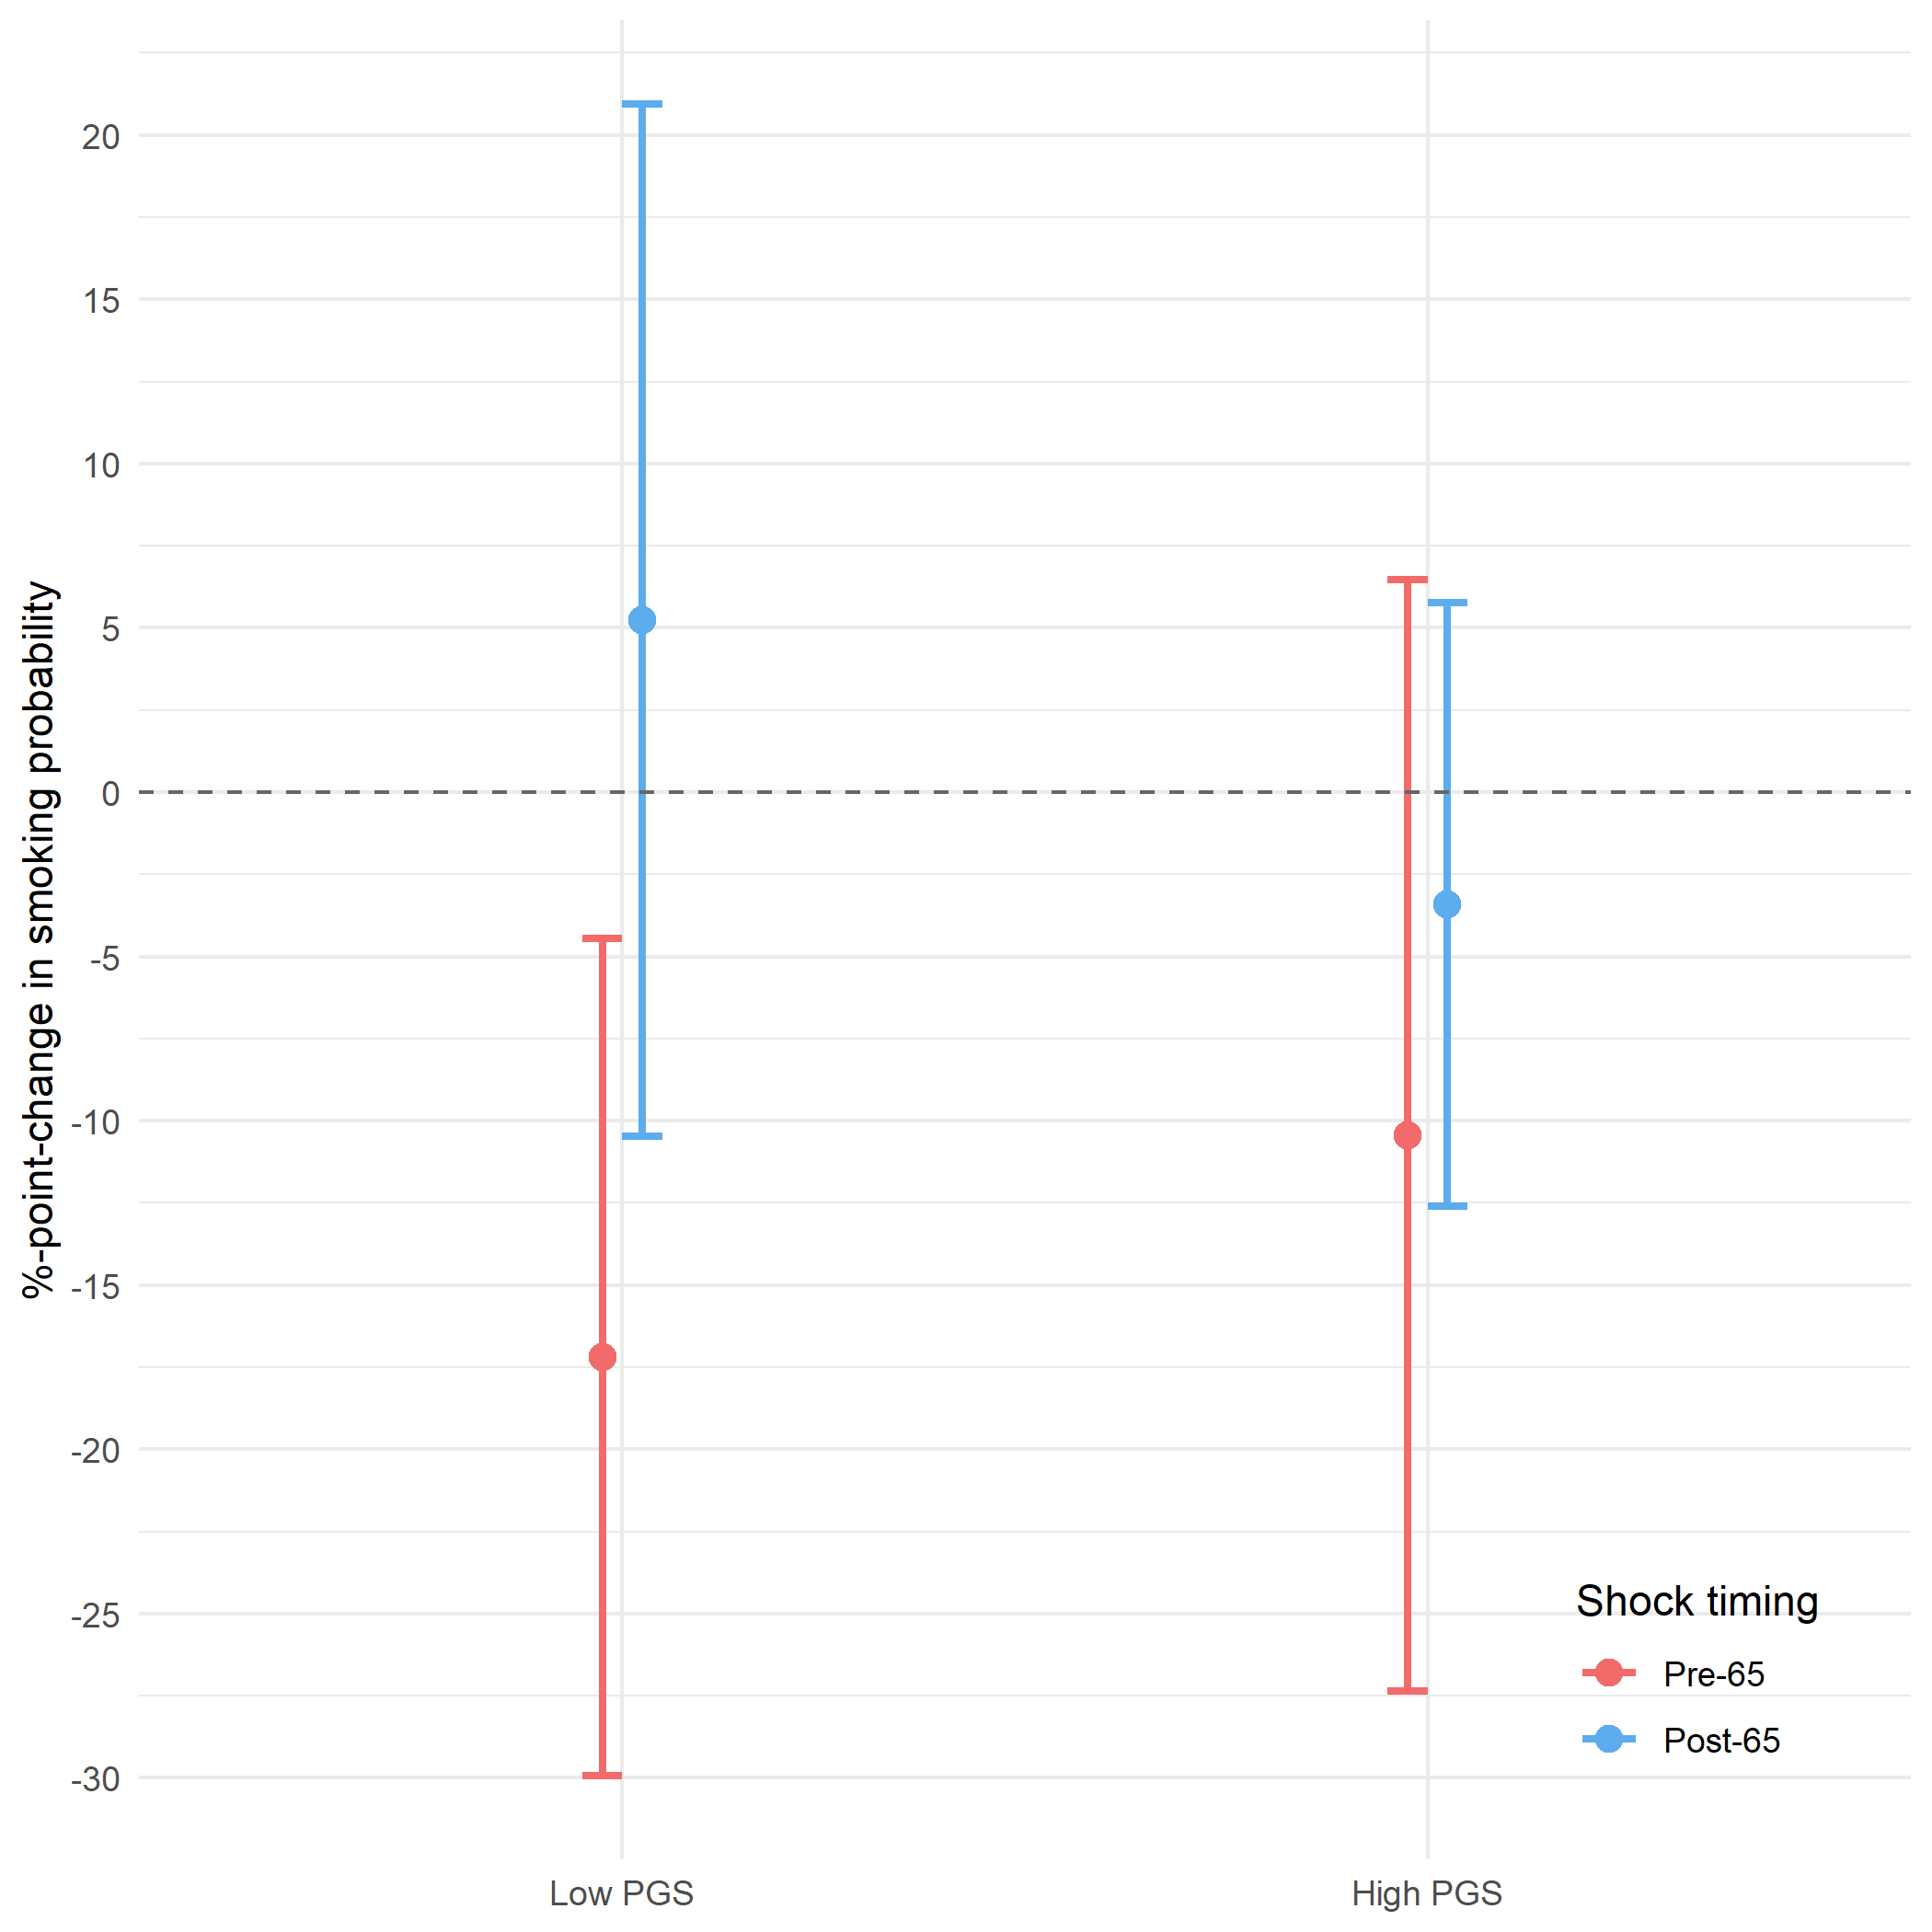 %-point-change in smoking probability
20
15
10
5
0
-5
-10
-15
-20
-25
-30
Low PGS
High PGS
Shock timing
Pre-65
Post-65